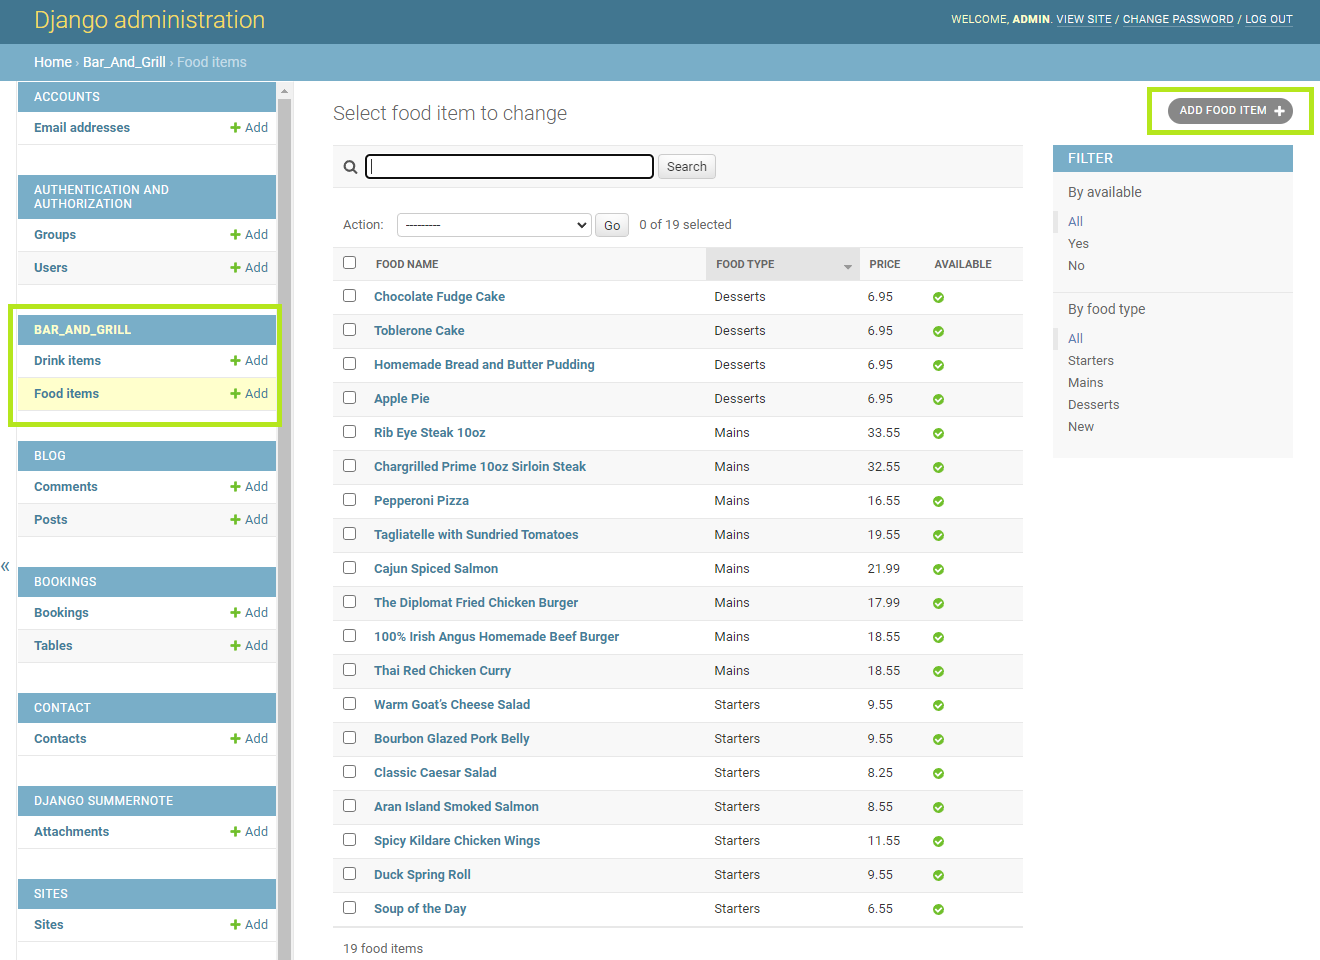 Django administration
WELCOME, ADMIN. VIEW SITE / CHANGE PASSWORD / LOG OUT
Home › Bar_And_Grill › Food items
ACCOUNTS
Email addresses + Add
AUTHENTICATION AND
AUTHORIZATION
Groups + Add
Users + Add
BAR_AND_GRILL
Drink items + Add
Food items + Add
BLOG
Comments + Add
Posts + Add
«
BOOKINGS
Bookings + Add
Tables + Add
CONTACT
Contacts + Add
DJANGO SUMMERNOTE
Attachments + Add
SITES
Sites + Add
Select food item to change
ADD FOOD ITEM +
Search
Action: --------- Go 0 of 19 selected
FOOD NAME FOOD TYPE PRICE AVAILABLE
Chocolate Fudge Cake Desserts 6.95
Toblerone Cake Desserts 6.95
Homemade Bread and Butter Pudding Desserts 6.95
Apple Pie Desserts 6.95
Rib Eye Steak 10oz Mains 33.55
Chargrilled Prime 10oz Sirloin Steak Mains 32.55
Pepperoni Pizza Mains 16.55
Tagliatelle with Sundried Tomatoes Mains 19.55
Cajun Spiced Salmon Mains 21.99
The Diplomat Fried Chicken Burger Mains 17.99
100% Irish Angus Homemade Beef Burger Mains 18.55
Thai Red Chicken Curry Mains 18.55
Warm Goat's Cheese Salad Starters 9.55
Bourbon Glazed Pork Belly Starters 9.55
Classic Caesar Salad Starters 8.25
Aran Island Smoked Salmon Starters 8.55
Spicy Kildare Chicken Wings Starters 11.55
Duck Spring Roll Starters 9.55
Soup of the Day Starters 6.55
19 food items
FILTER
By available
All
Yes
No
By food type
All
Starters
Mains
Desserts
New